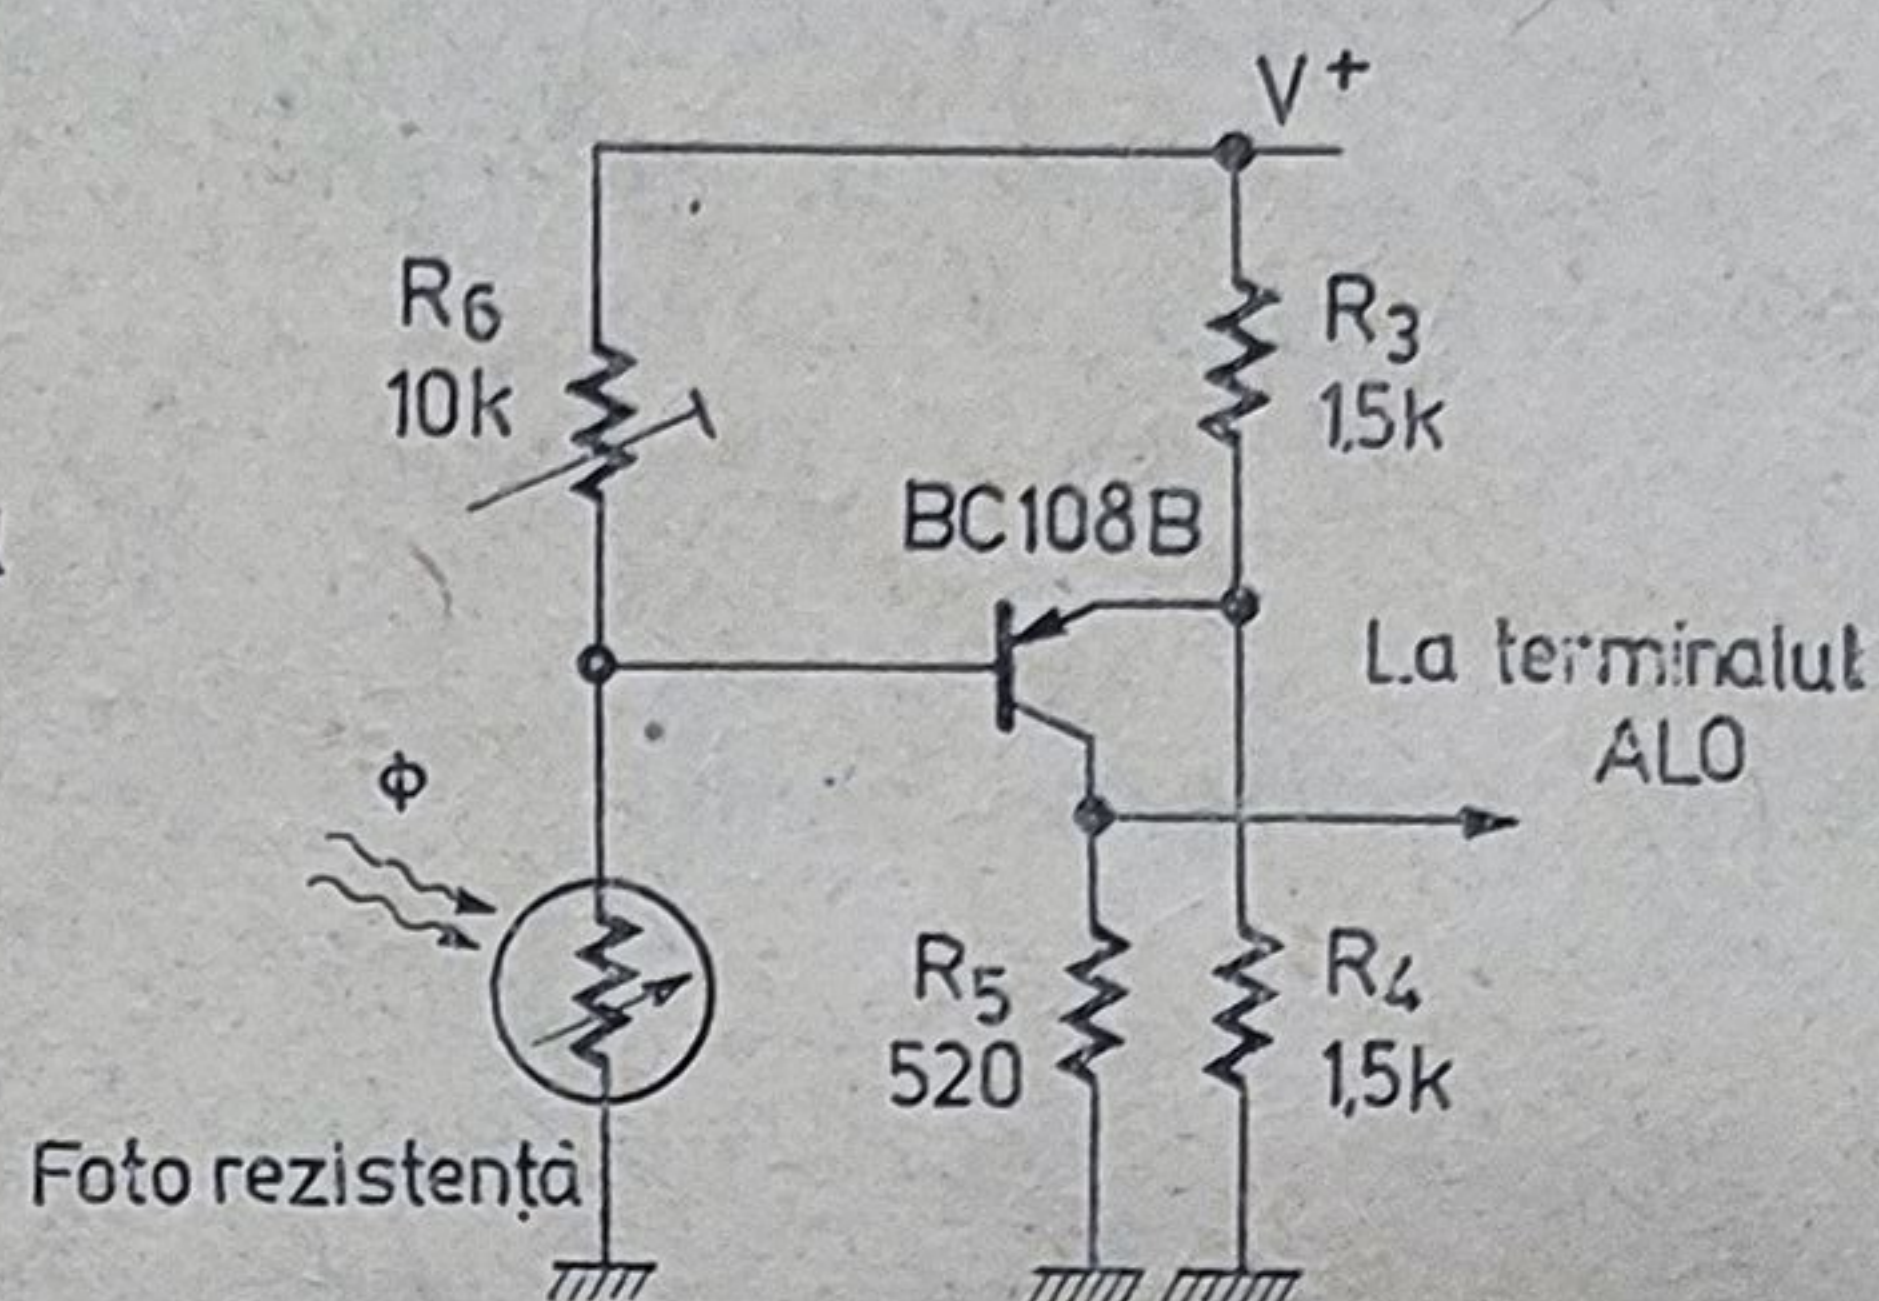 V+
R6
10k
R3
1,5k
BC108B
La terminalul
ALO
Φ
R5
520
R4
1,5k
Foto rezistență